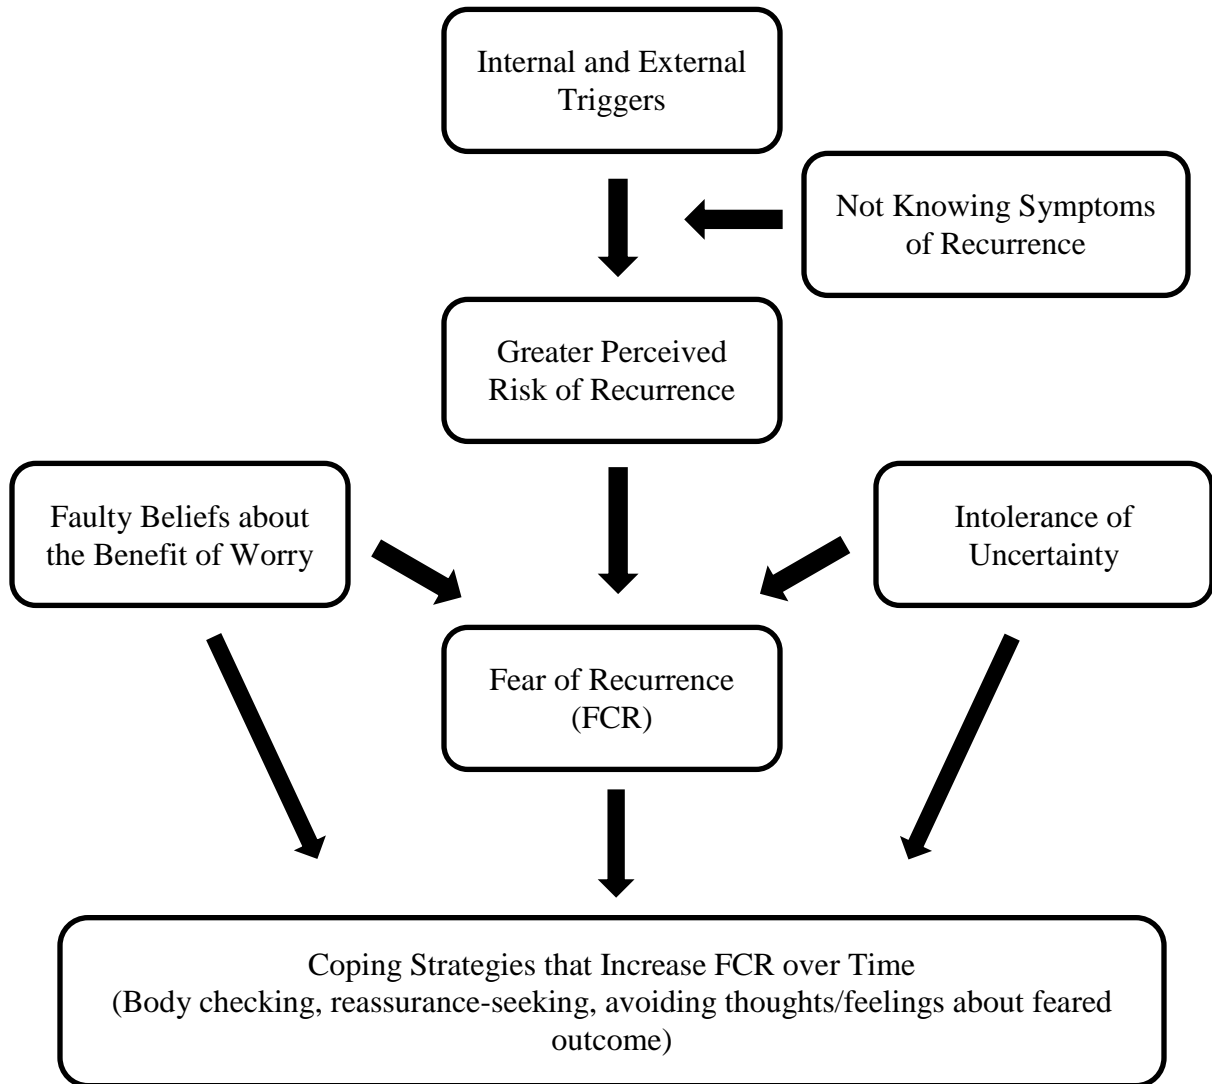 Internal and External
Triggers
Not Knowing Symptoms
of Recurrence
Greater Perceived
Risk of Recurrence
Faulty Beliefs about
the Benefit of Worry
Intolerance of
Uncertainty
Fear of Recurrence
(FCR)
Coping Strategies that Increase FCR over Time
(Body checking, reassurance-seeking, avoiding thoughts/feelings about feared
outcome)